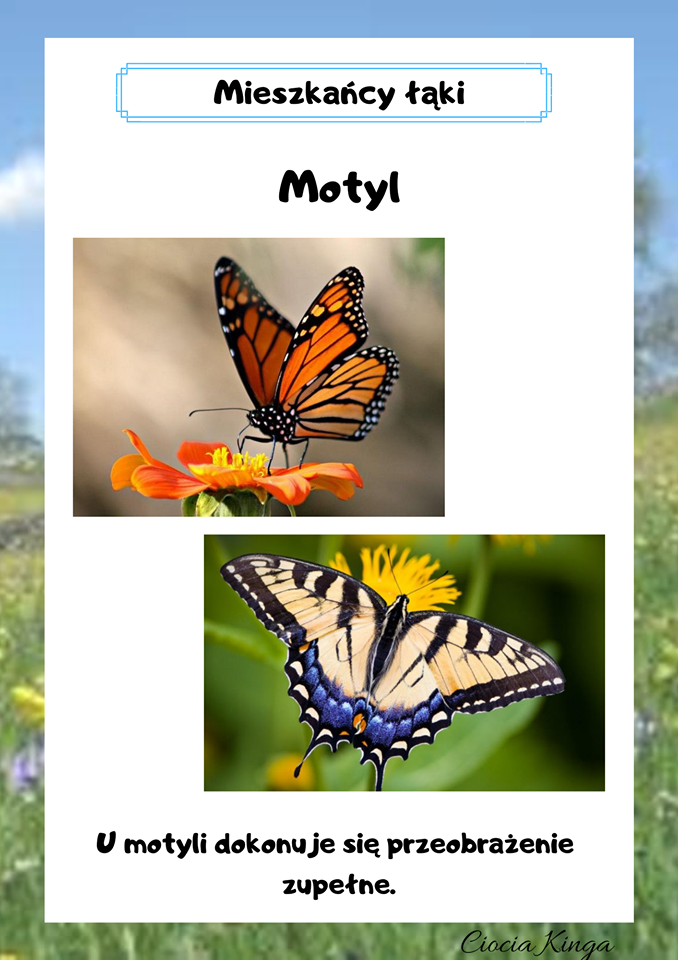 Mieszkańcy łąki
Motyl
U motyli dokonuje się przeobrażenie
zupełne.
Ciocia Kinga